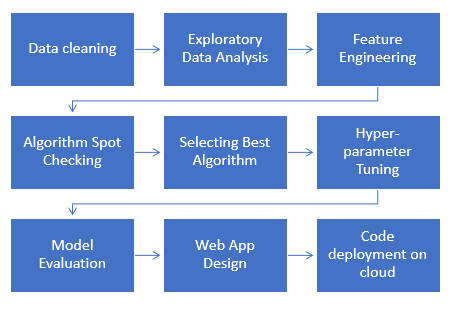 Data cleaning
Exploratory
Data Analysis
Feature
Engineering
Algorithm Spot
Checking
Selecting Best
Algorithm
Hyper-
parameter
Tuning
Model
Evaluation
Web App
Design
Code
deployment on
cloud